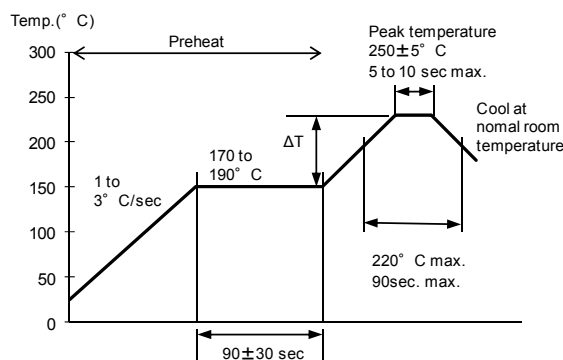 Temp.(° C)
Preheat
Peak temperature
250±5° C
5 to 10 sec max.
300
250
200
150
100
50
0
Cool at
nomal room
temperature
ΔT
170 to
190° C
1 to
3° C/sec
220° C max.
90sec. max.
90±30 sec